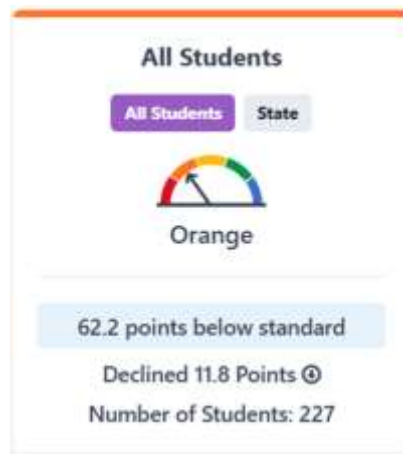 All Students
All Students State
Orange
62.2 points below standard
Declined 11.8 Points
Number of Students: 227